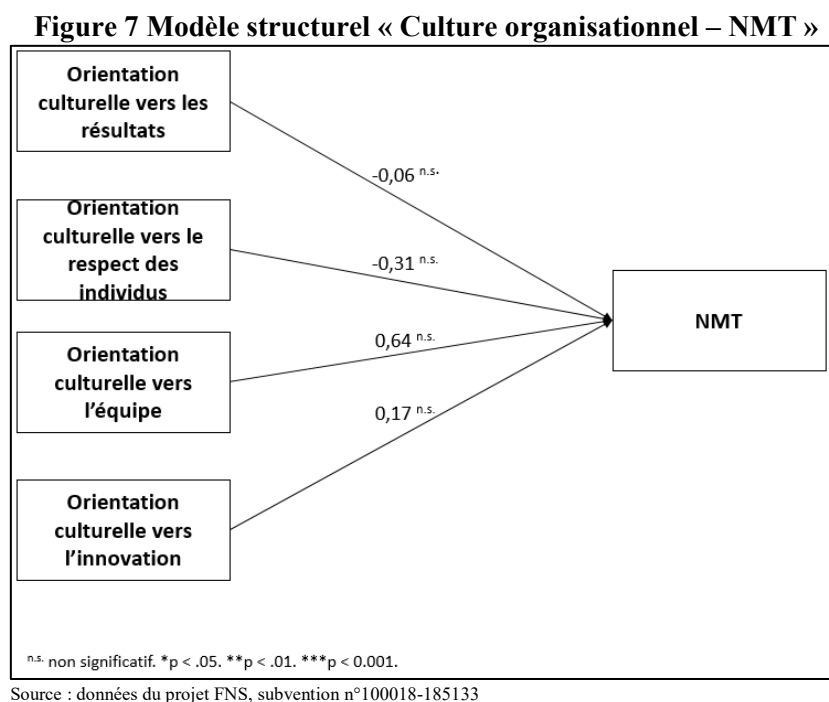 Figure 7 Modèle structurel « Culture organisationnel – NMT »
Orientation
culturelle vers les
résultats
-0,06 n.s.
Orientation
culturelle vers le
respect des
individus
-0,31 n.s.
NMT
Orientation
culturelle vers
l’équipe
0,64 n.s.
0,17 n.s.
Orientation
culturelle vers
l’innovation
n.s. non significatif. *p < .05. **p < .01. ***p < 0.001.
Source : données du projet FNS, subvention n°100018-185133